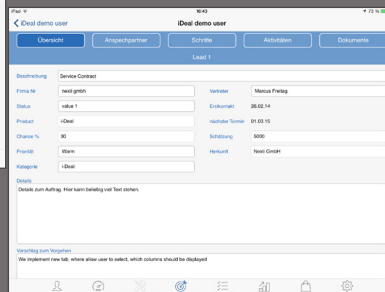 iPad
16:43
73 %
iDeal demo user
iDeal demo user
Übersicht
Ansprechpartner
Schritte
Aktivitäten
Dokumente
Lead 1
Beschreibung
Service Contract
Firma Nr
nexti gmbh
Vertreter
Marcus Freitag
Status
value 1
Erstkontakt
26.02.14
Product
i-Deal
nächster Termin
01.03.15
Chance %
30
Schätzung
5000
Priorität
Warm
Herkunft
Nexti GmbH
Kategorie
i-Deal
Details
Details zum Auftrag. Hier kann beliebig viel Text stehen.
Vorschlag zum Vorgehen
We implement new tab, where allow user to select, which columns should be displayed